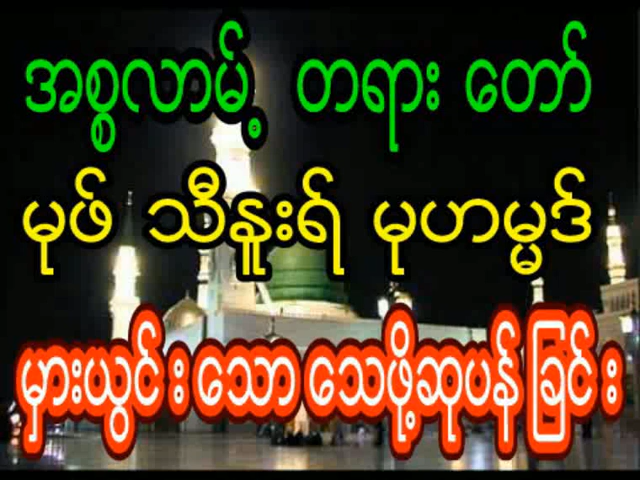 အစ္စလာမ့် တရား တော်
မုဖ် သီနူးရ် မုဟမ္မဒ်
မှားယွင်း သော သေဖို့ဆုပန်ခြင်း